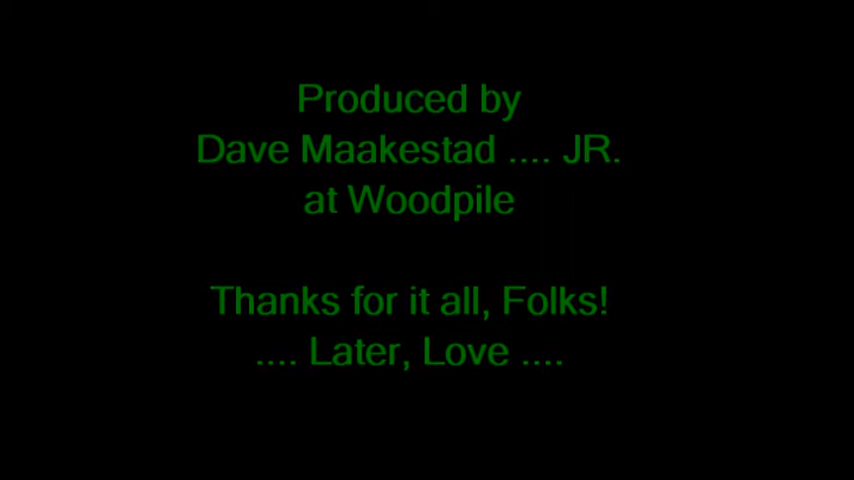 Produced by
Dave Maakestad .... JR.
at Woodpile
Thanks for it all, Folks!
.... Later, Love ....